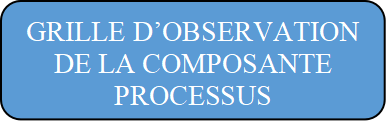 GRILLE D’OBSERVATION
DE LA COMPOSANTE
PROCESSUS